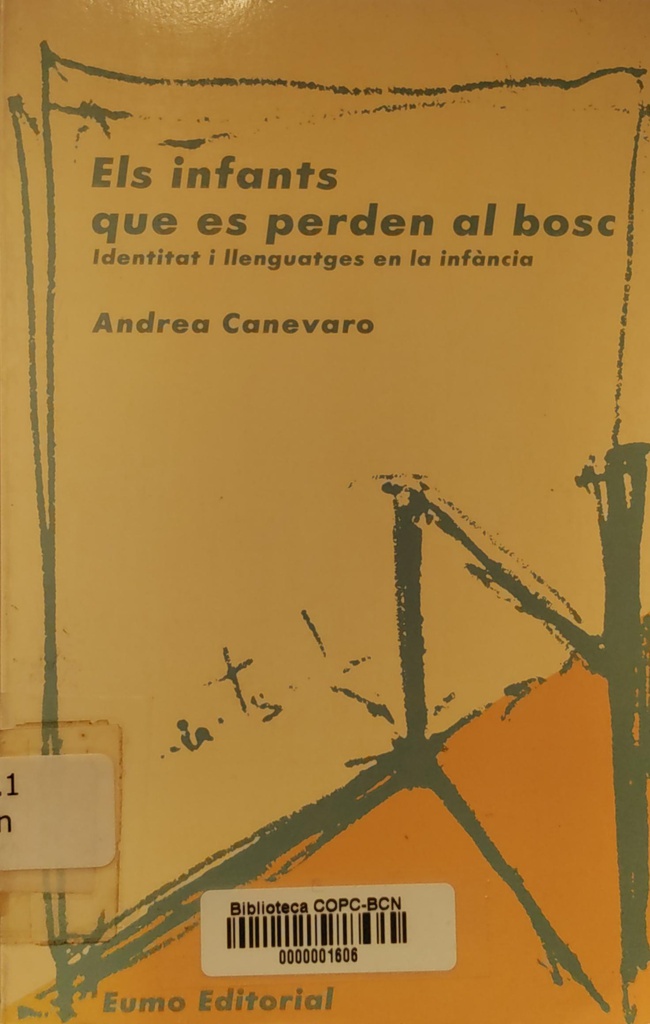 Els infants
que es perden al bosc
Identitat i llenguatges en la infància
Andrea Canevaro
.1
n
Biblioteca COPC-BCN
0000001606
Eumo Editorial